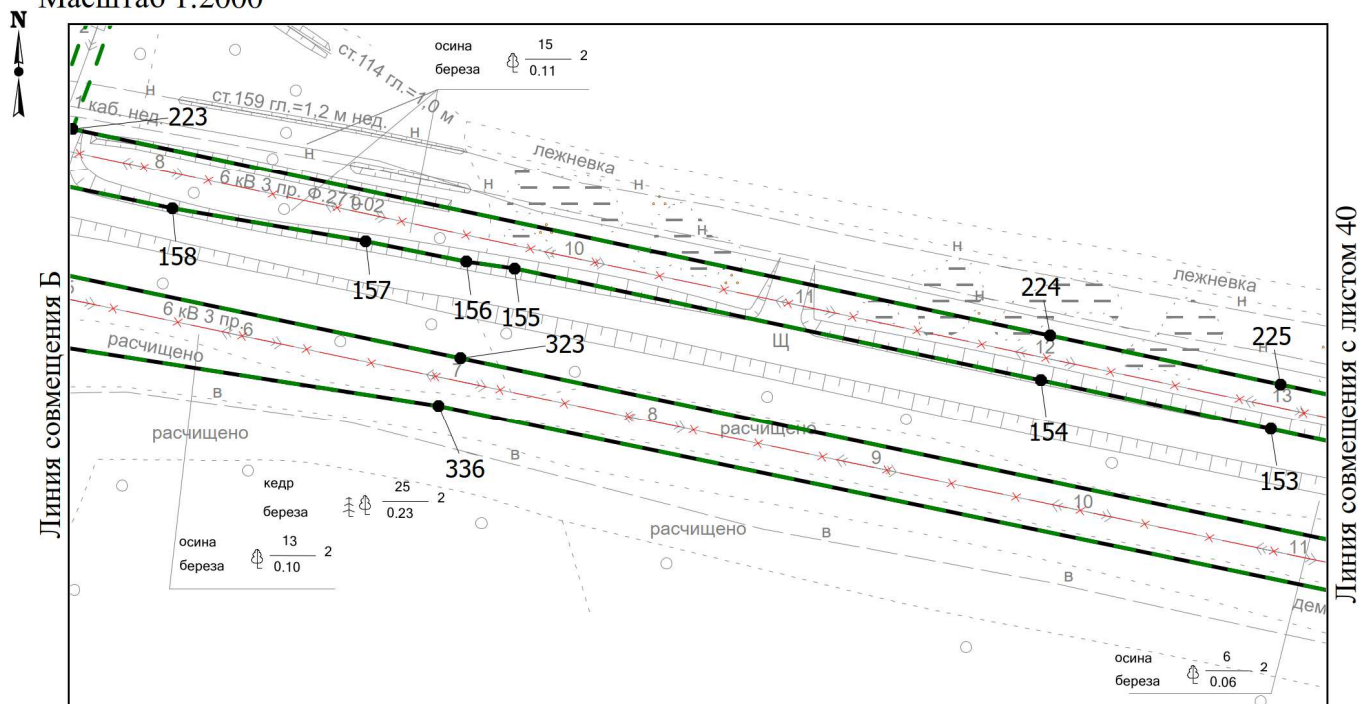 Масштаб 1:2000
N
2
осина 15
береза 0.11 2
ст.114 гл.=1,0 м
ст.159 гл.=1,2 м нед.
н
1 каб. нед.
223
н
н
лежневка
8
н
н
6 кВ 3 пр. Ф.271-02
9
158
157
10
н
н
156
155
11
224
н
лежневка
н
225
н
Щ
12
13
Линия совмещения Б
Линия совмещения с листом 40
6 кВ 3 пр.
6
323
расчищено
7
154
в
8
расчищено
153
расчищено
336
в
9
кедр 25
береза 0.23 2
10
осина 13
береза 0.10 2
расчищено
в
11
в
дем
осина 6
береза 0.06 2